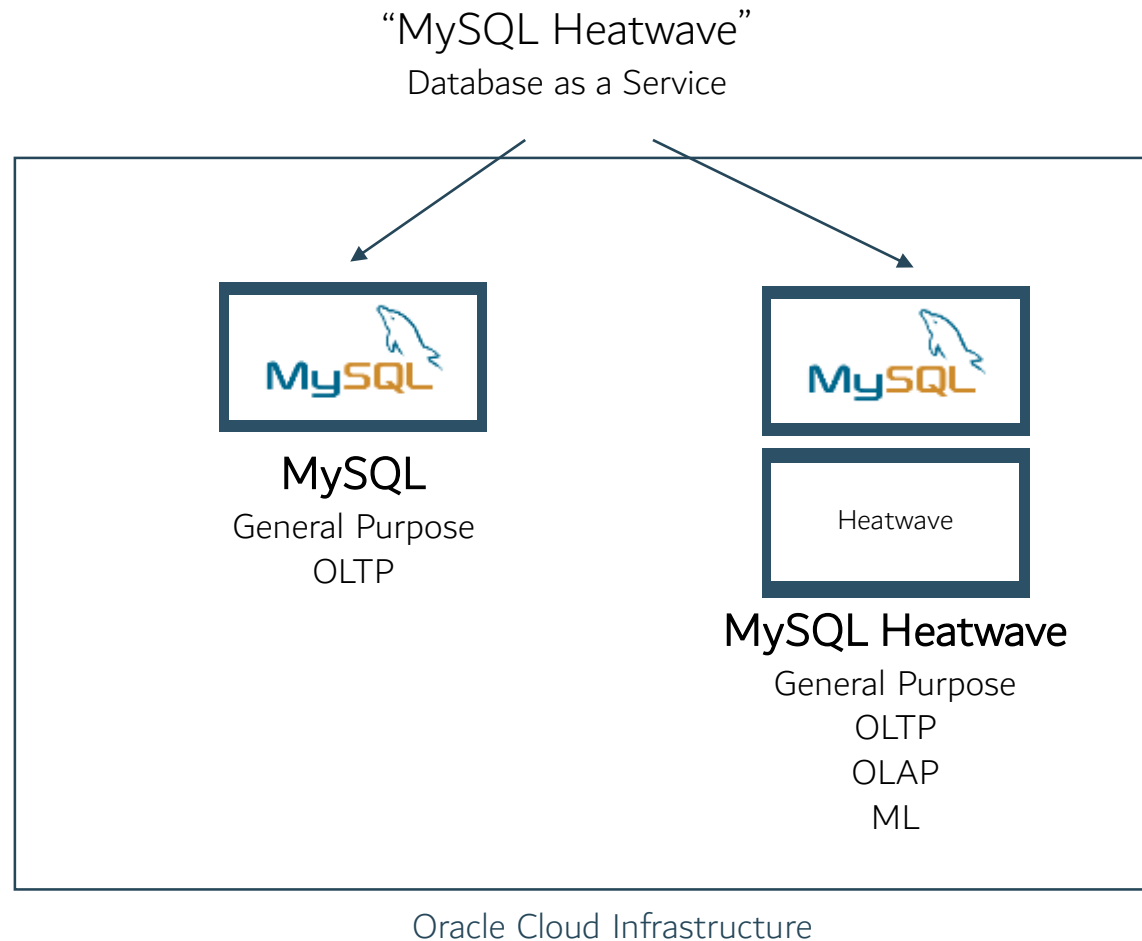 “MySQL Heatwave”
Database as a Service
MySQL
MySQL
General Purpose
OLTP
MySQL
Heatwave
MySQL Heatwave
General Purpose
OLTP
OLAP
ML
Oracle Cloud Infrastructure